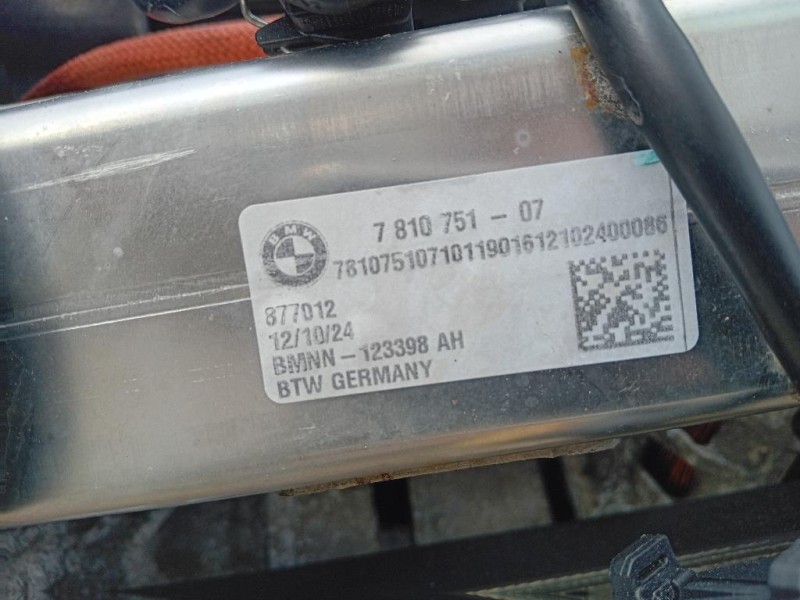 BMW
7 810 751 - 07
7810751071011901612102400086
877012
12/10/24
BMNN - 123398 AH
BTW GERMANY